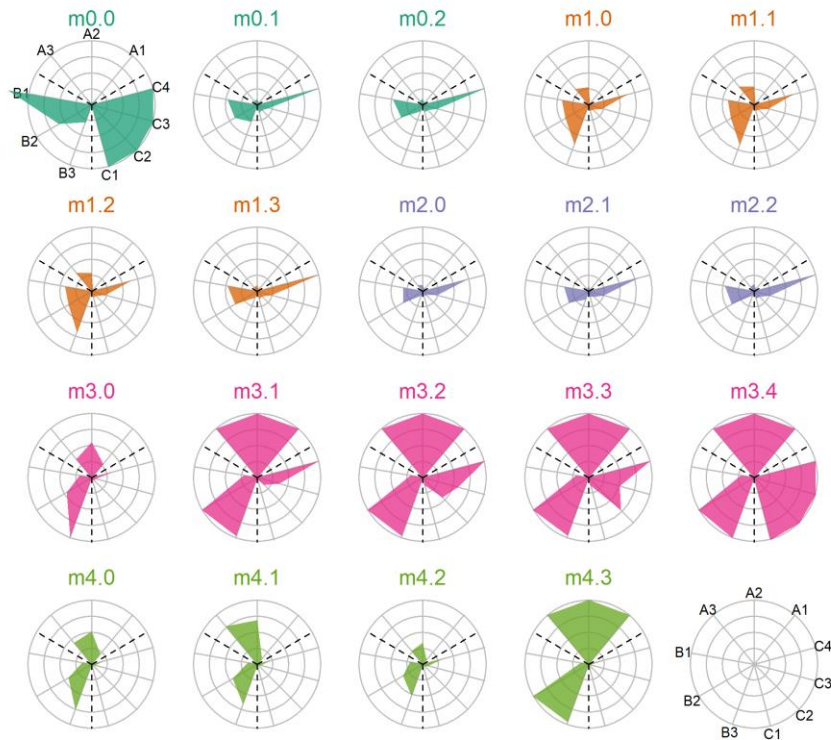 m0.0 m0.1 m0.2 m1.0 m1.1
A2
A3 A1
B1 C4
C3
B2 C2
B3 C1
m1.2 m1.3 m2.0 m2.1 m2.2
m3.0 m3.1 m3.2 m3.3 m3.4
m4.0 m4.1 m4.2 m4.3
A2
A3 A1
B1 C4
C3
B2 C2
B3 C1